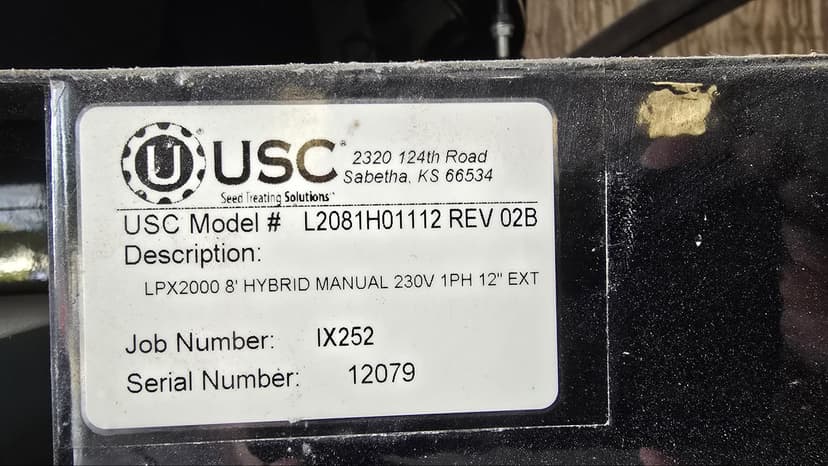 U USC® 2320 124th Road
Sabetha, KS 66534
Seed Treating Solutions™
USC Model # L2081H01112 REV 02B
Description:
LPX2000 8' HYBRID MANUAL 230V 1PH 12" EXT
Job Number: IX252
Serial Number: 12079